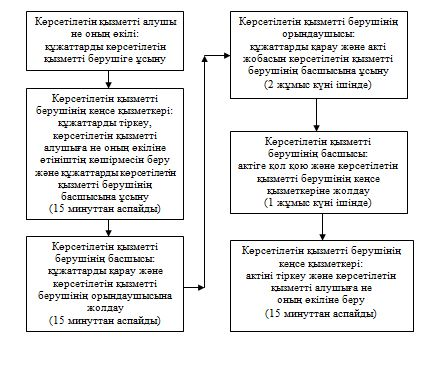 Көрсетілетін қызметті алушы
не оның өкілі:
құжаттарды көрсетілетін
қызметті берушіге ұсыну
Көрсетілетін қызметті
берушінің кеңсе қызметкері:
құжаттарды тіркеу,
көрсетілетін қызметті
алушыға не оның өкіліне
өтініштің көшірмесін беру
және құжаттарды көрсетілетін
қызметті берушінің
басшысына ұсыну
(15 минуттан аспайды)
Көрсетілетін қызметті
берушінің басшысы:
құжаттарды қарау және
көрсетілетін қызметті
берушінің орындаушысына
жолдау
(15 минуттан аспайды)
Көрсетілетін қызметті берушінің
орындаушысы:
құжаттарды қарау және акті
жобасын көрсетілетін қызметті
берушінің басшысына ұсыну
(2 жұмыс күні ішінде)
Көрсетілетін қызметті
берушінің басшысы:
актіге қол қою және көрсетілетін
қызметті берушінің кеңсе
қызметкеріне жолдау
(1 жұмыс күні ішінде)
Көрсетілетін қызметті берушінің
кеңсе қызметкері:
актіні тіркеу және көрсетілетін
қызметті алушыға не
оның өкіліне беру
(15 минуттан аспайды)